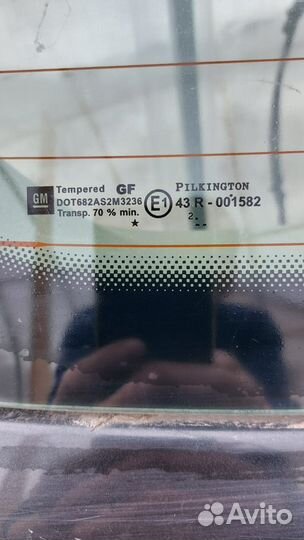 GM
Tempered GF
DOT682AS2M3236
Transp. 70 % min.
E1
PILKINGTON
43 R - 001582
2.
Avito